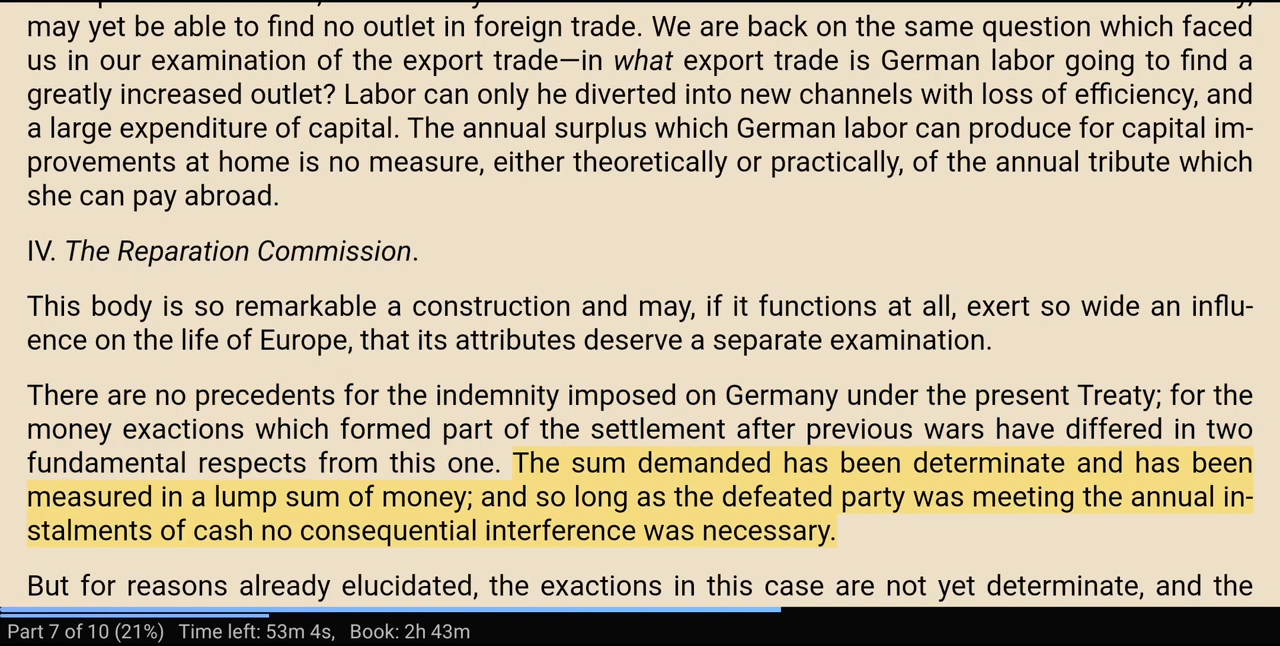 may yet be able to find no outlet in foreign trade. We are back on the same question which faced
us in our examination of the export trade—in what export trade is German labor going to find a
greatly increased outlet? Labor can only he diverted into new channels with loss of efficiency, and
a large expenditure of capital. The annual surplus which German labor can produce for capital im-
provements at home is no measure, either theoretically or practically, of the annual tribute which
she can pay abroad.
IV. The Reparation Commission.
This body is so remarkable a construction and may, if it functions at all, exert so wide an influ-
ence on the life of Europe, that its attributes deserve a separate examination.
There are no precedents for the indemnity imposed on Germany under the present Treaty; for the
money exactions which formed part of the settlement after previous wars have differed in two
fundamental respects from this one. The sum demanded has been determinate and has been
measured in a lump sum of money; and so long as the defeated party was meeting the annual in-
stalments of cash no consequential interference was necessary.
But for reasons already elucidated, the exactions in this case are not yet determinate, and the
Part 7 of 10 (21%) Time left: 53m 4s, Book: 2h 43m